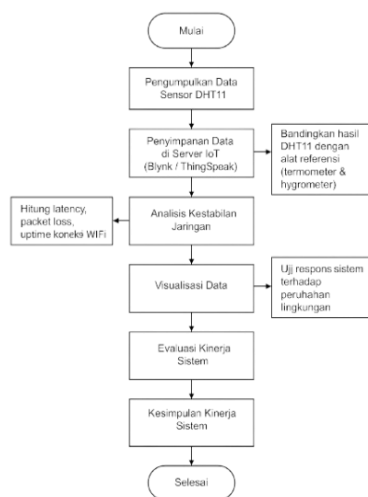 Mulai
Pengumpulkan Data
Sensor DHT11
Penyimpanan Data
di Server IoT
(Blynk / ThingSpeak)
Bandingkan hasil
DHT11 dengan
alat referensi
(termometer &
hygrometer)
Hitung latency,
packet loss,
uptime koneksi WIFi
Analisis Kestabilan
Jaringan
Visualisasi Data
Ujj respons sistem
terhadap
peruhahan
lingkungan
Evaluasi Kinerja
Sistem
Kesimpulan Kinerja
Sistem
Selesai